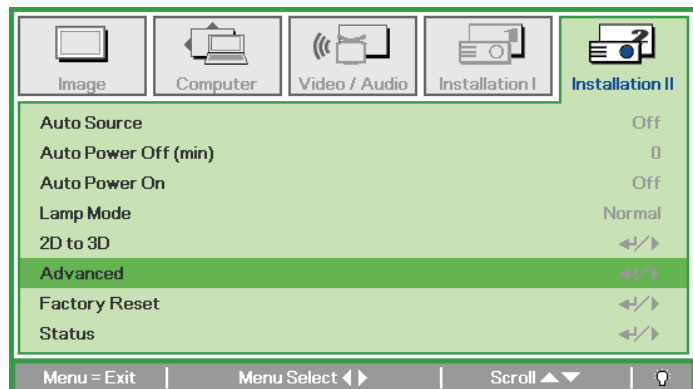 Image Computer Video / Audio Installation I Installation II
Auto Source Off
Auto Power Off (min) 0
Auto Power On Off
Lamp Mode Normal
2D to 3D
Advanced
Factory Reset
Status
Menu = Exit Menu Select Scroll